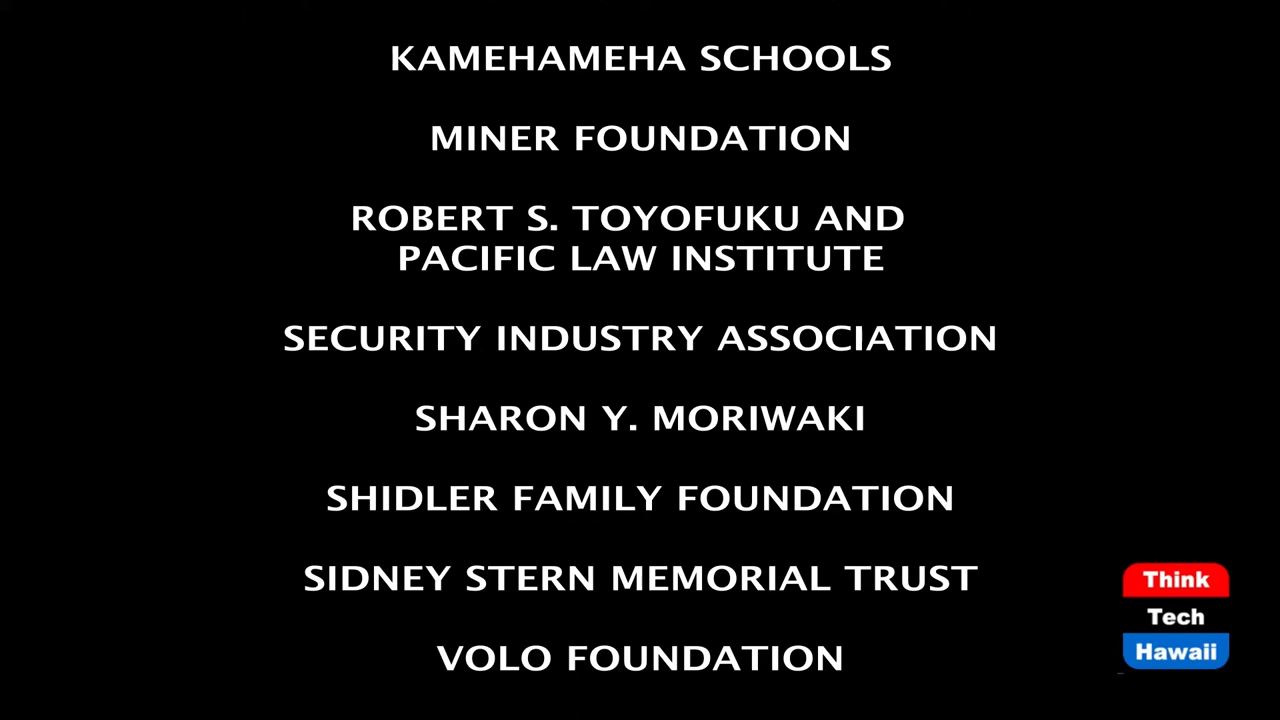 KAMEHAMEHA SCHOOLS
MINER FOUNDATION
ROBERT S. TOYOFUKU AND
PACIFIC LAW INSTITUTE
SECURITY INDUSTRY ASSOCIATION
SHARON Y. MORIWAKI
SHIDLER FAMILY FOUNDATION
SIDNEY STERN MEMORIAL TRUST
VOLO FOUNDATION
Think
Tech
Hawaii